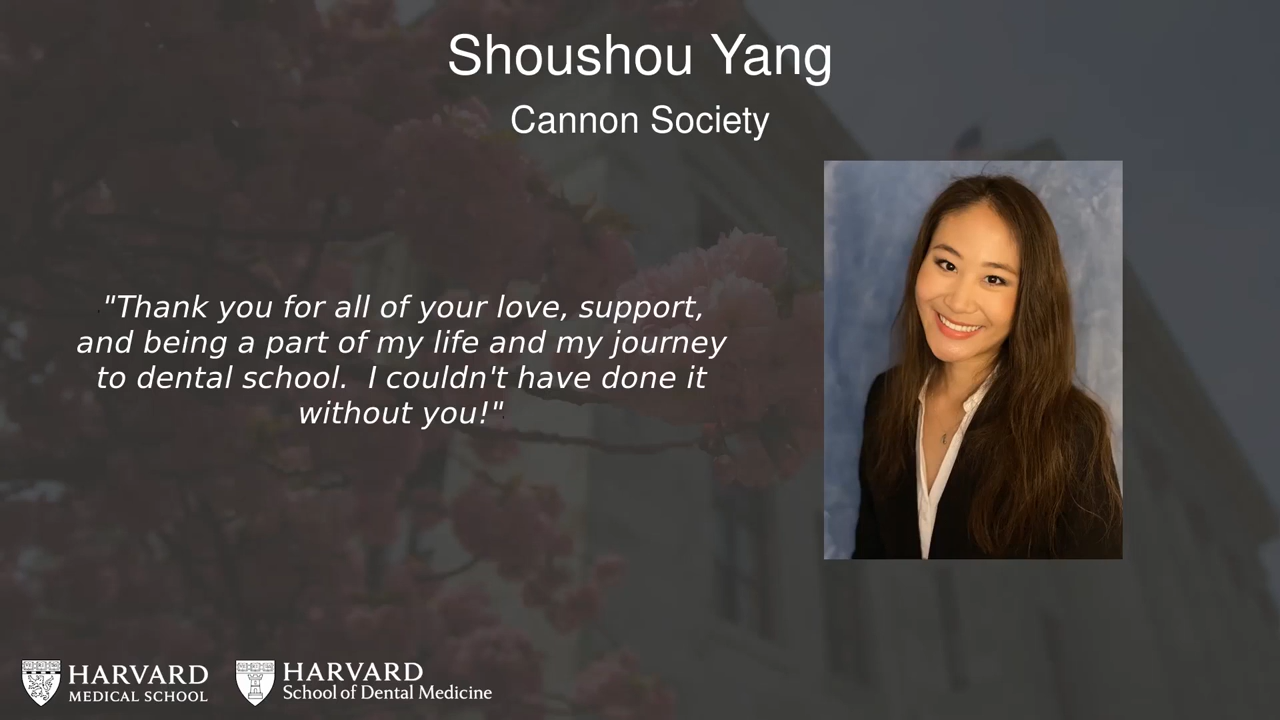 Shoushou Yang
Cannon Society
"Thank you for all of your love, support,
and being a part of my life and my journey
to dental school.  I couldn't have done it
without you!"
HARVARD
MEDICAL SCHOOL
HARVARD
School of Dental Medicine